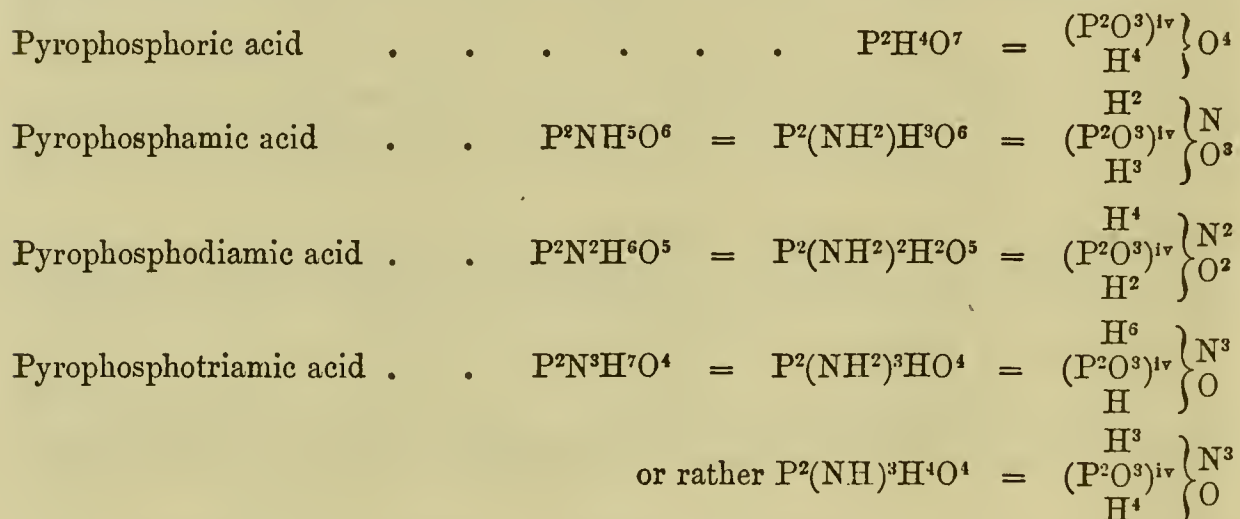 Pyrophosphoric acid . . . . . . P²H⁴O⁷ = (P²O³)ⁱᵛ H⁴ } O⁴
Pyrophosphamic acid . . P²NH⁵O⁶ = P²(NH²)H³O⁶ = H² (P²O³)ⁱᵛ H³ } N O³
Pyrophosphodiamic acid . . P²N²H⁶O⁵ = P²(NH²)²H²O⁵ = H⁴ (P²O³)ⁱᵛ H² } N² O²
Pyrophosphotriamic acid . . P²N³H⁷O⁴ = P²(NH²)³HO⁴ = H⁶ (P²O³)ⁱᵛ H } N³ O
or rather P²(NH)³H⁴O⁴ = H³ (P²O³)ⁱᵛ H⁴ } N³ O